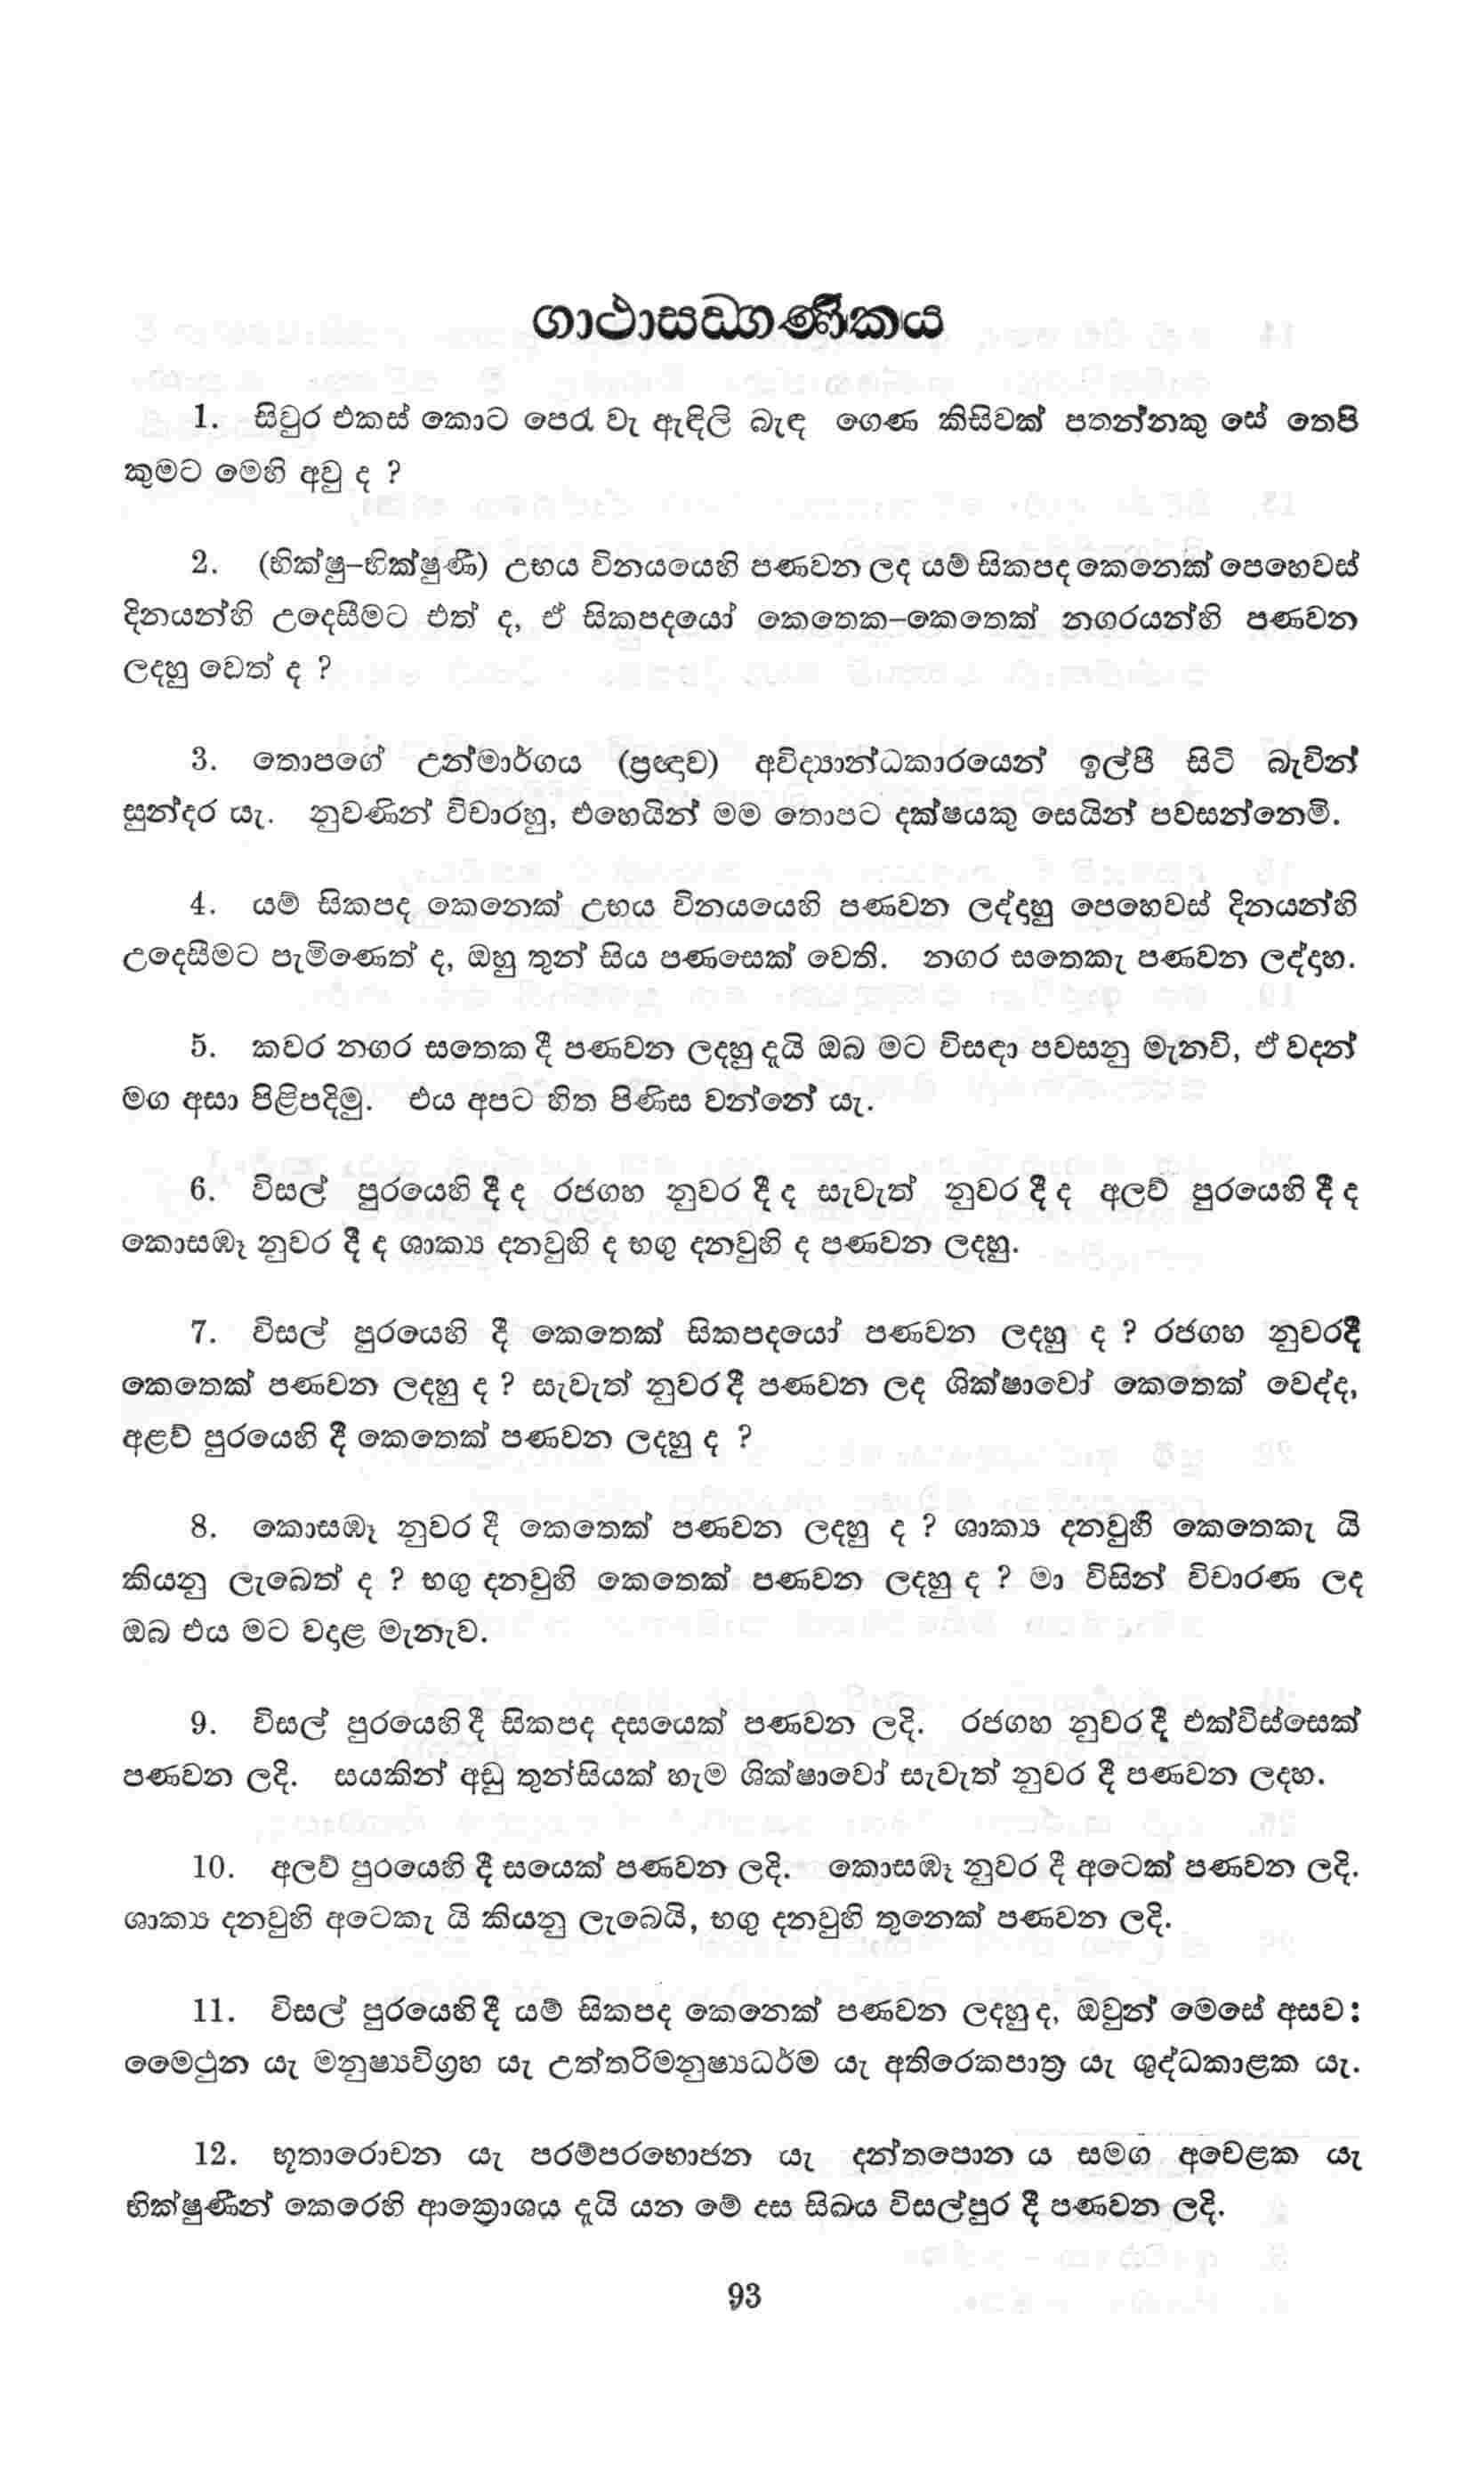 ගාථාසඞ්ගණිකය
1. සිවුර එකස් කොට පෙරැ වැ ඇඳිලි බැඳ ගෙණ කිසිවක් පතන්නකු සේ තෙපි
කුමට මෙහි අවු ද ?
2. (භික්ෂු–භික්ෂුණී) උභය විනයයෙහි පණවන ලද යම් සිකපද කෙනෙක් පෙහෙවස්
දිනයන්හි උදෙසීමට එත් ද, ඒ සිකපදයෝ කෙතෙක–කෙතෙක් නගරයන්හි පණවන
ලදහු වෙත් ද ?
3. තොපගේ උන්මාර්ගය (ප්‍රඥාව) අවිද්‍යාන්ධකාරයෙන් ඉල්පී සිටි බැවින්
සුන්දර යැ. නුවණින් විචාරහු, එහෙයින් මම තොපට දක්ෂයකු සෙයින් පවසන්නෙමි.
4. යම් සිකපද කෙනෙක් උභය විනයයෙහි පණවන ලද්දාහු පෙහෙවස් දිනයන්හි
උදෙසීමට පැමිණෙත් ද, ඔහු තුන් සිය පණසෙක් වෙති. නගර සතෙකැ පණවන ලද්දාහ.
5. කවර නගර සතෙක දී පණවන ලදහු දැයි ඔබ මට විසඳා පවසනු මැනවි, ඒ වදන්
මග අසා පිළිපදිමු. එය අපට හිත පිණිස වන්නේ යැ.
6. විසල් පුරයෙහි දී ද රජගහ නුවර දී ද සැවැත් නුවර දී ද අලව් පුරයෙහි දී ද
කොසඹෑ නුවර දී ද ශාක්‍ය දනවුහි ද භගු දනවුහි ද පණවන ලදහු.
7. විසල් පුරයෙහි දී කෙතෙක් සිකපදයෝ පණවන ලදහු ද ? රජගහ නුවරදී
කෙතෙක් පණවන ලදහු ද ? සැවැත් නුවර දී පණවන ලද ශික්ෂාවෝ කෙතෙක් වෙද්ද,
අළව් පුරයෙහි දී කෙතෙක් පණවන ලදහු ද ?
8. කොසඹෑ නුවර දී කෙතෙක් පණවන ලදහු ද ? ශාක්‍ය දනවුහි කෙතෙකැ යි
කියනු ලැබෙත් ද ? භගු දනවුහි කෙතෙක් පණවන ලදහු ද ? මා විසින් විචාරණ ලද
ඔබ එය මට වදාළ මැනැව.
9. විසල් පුරයෙහි දී සිකපද දසයෙක් පණවන ලදි. රජගහ නුවර දී එක්විස්සෙක්
පණවන ලදි. සයකින් අඩු තුන්සියක් හැම ශික්ෂාවෝ සැවැත් නුවර දී පණවන ලදහ.
10. අලව් පුරයෙහි දී සයෙක් පණවන ලදි. කොසඹෑ නුවර දී අටෙක් පණවන ලදි.
ශාක්‍ය දනවුහි අටෙකැ යි කියනු ලැබෙයි, භගු දනවුහි තුනෙක් පණවන ලදි.
11. විසල් පුරයෙහි දී යම් සිකපද කෙනෙක් පණවන ලදහු ද, ඔවුන් මෙසේ අසව :
මෛථුන යැ මනුෂ්‍යවිග්‍රහ යැ උත්තරිමනුෂ්‍යධර්ම යැ අතිරෙකපාත්‍ර යැ ශුද්ධකාළක යැ.
12. භූතාරොචන යැ පරම්පරභොජන යැ දන්තපොන ය සමග අචෙළක යැ
භික්ෂුණීන් කෙරෙහි ආක්‍රොශය දැයි යන මේ දස සිඛය විසල්පුර දී පණවන ලදි.
93